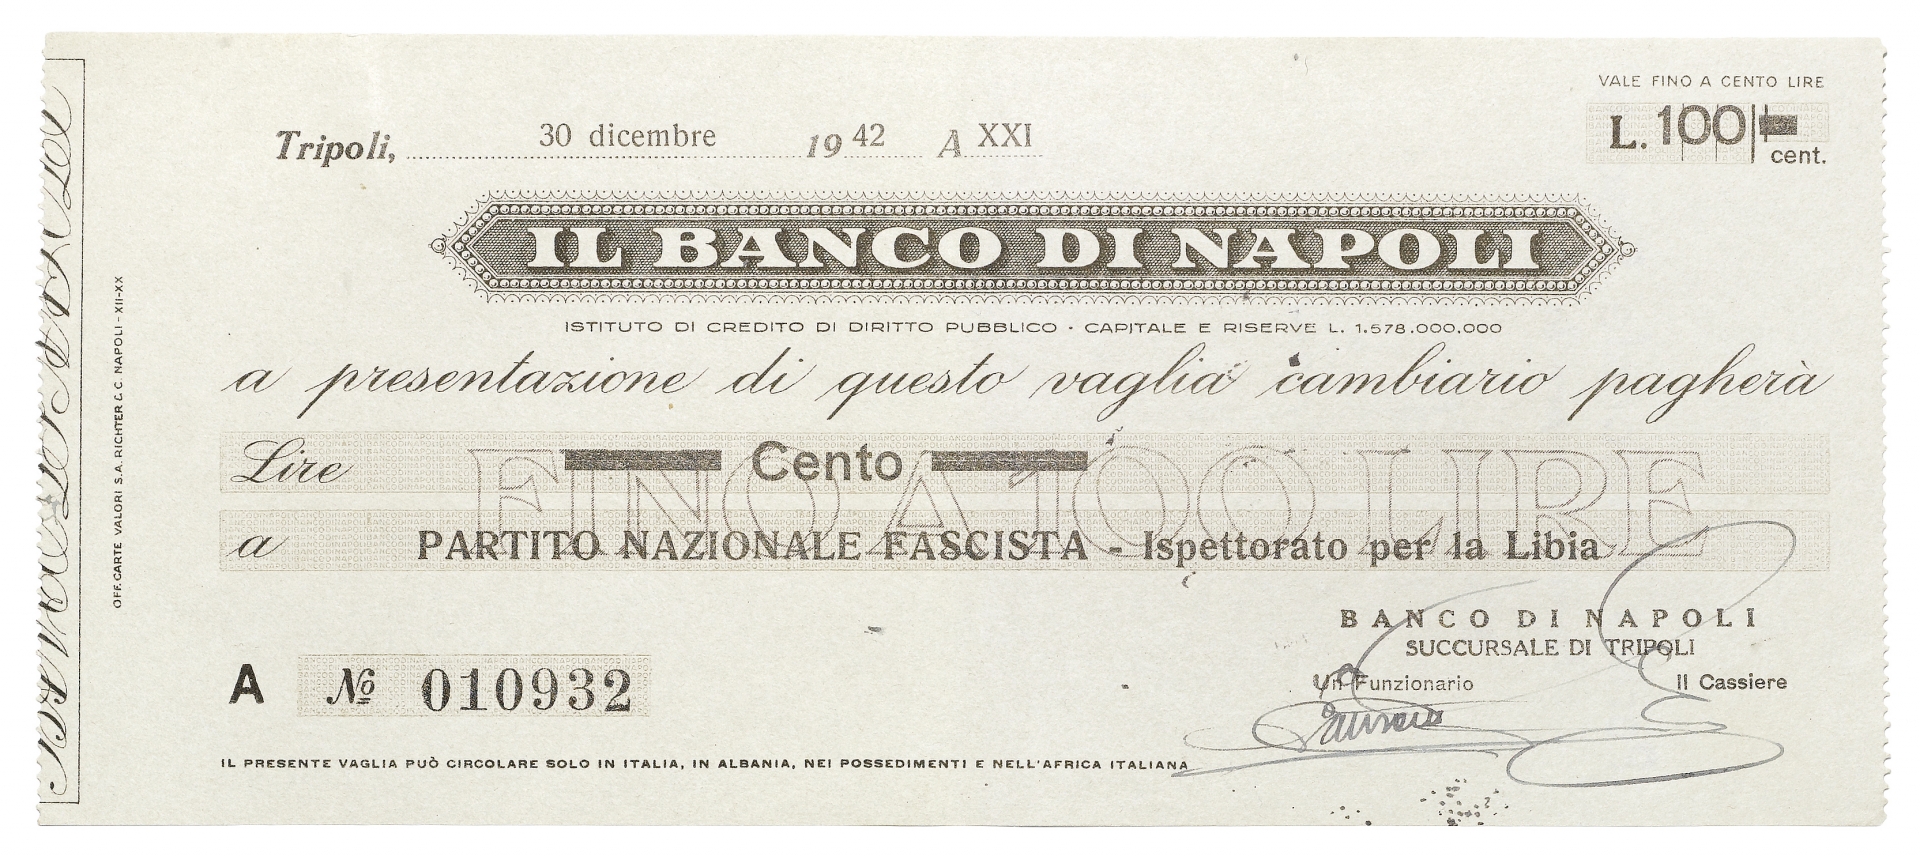 VALE FINO A CENTO LIRE
Tripoli, 30 dicembre 19 42 A XXI
L. 100
cent.
IL BANCO DI NAPOLI
ISTITUTO DI CREDITO DI DIRITTO PUBBLICO - CAPITALE E RISERVE L. 1.578.000.000
a presentazione di questo vaglia cambiario pagherà
Lire Cento
FINO A 100 LIRE
a PARTITO NAZIONALE FASCISTA - Ispettorato per la Libia
BANCO DI NAPOLI
SUCCURSALE DI TRIPOLI
Un Funzionario Il Cassiere
A № 010932
IL PRESENTE VAGLIA PUÒ CIRCOLARE SOLO IN ITALIA, IN ALBANIA, NEI POSSEDIMENTI E NELL'AFRICA ITALIANA
OFF. CARTE VALORI S.A. RICHTER & C. NAPOLI - XII-XX